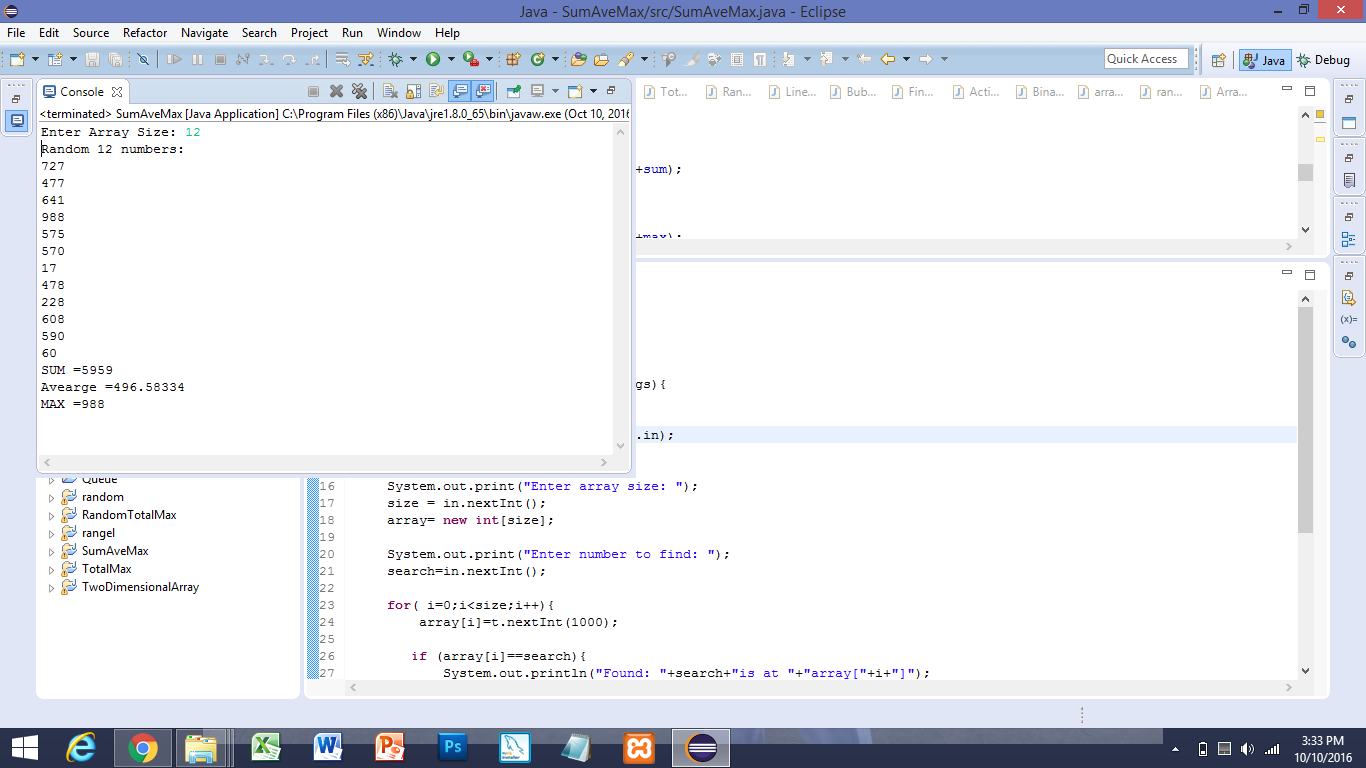 Java - SumAveMax/src/SumAveMax.java - Eclipse
File Edit Source Refactor Navigate Search Project Run Window Help
Quick Access Java Debug
Console
<terminated> SumAveMax [Java Application] C:\Program Files (x86)\Java\jre1.8.0_65\bin\javaw.exe (Oct 10, 2016
Enter Array Size: 12
Random 12 numbers:
727
477
641
988
575
570
17
478
228
608
590
60
SUM =5959
Avearge =496.58334
MAX =988
Tot... Ran... Line... Bub... Fin... Acti... Bina... arra... ran... Arra...
+sum);
+max);
gs){
.in);
Queue
random
RandomTotalMax
rangel
SumAveMax
TotalMax
TwoDimensionalArray
16 System.out.print("Enter array size: ");
17 size = in.nextInt();
18 array= new int[size];
19
20 System.out.print("Enter number to find: ");
21 search=in.nextInt();
22
23 for( i=0;i<size;i++){
24 array[i]=t.nextInt(1000);
25
26 if (array[i]==search){
27 System.out.println("Found: "+search+"is at "+"array["+i+"]");
(x)=
Ps
3:33 PM
10/10/2016